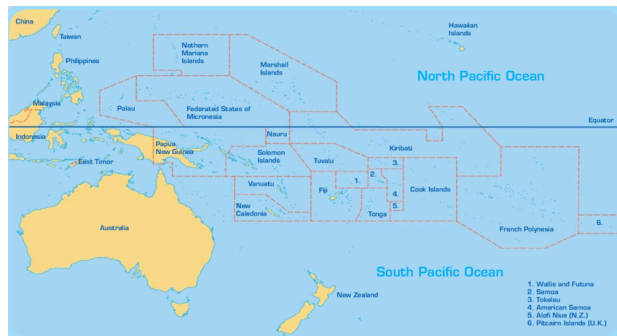 China
Taiwan
Hawaiian
Islands
Nothern
Mariana
Islands
Marshall
Islands
Philippines
North Pacific Ocean
Malaysia
Palau
Federated States of
Micronesia
Equator
Indonesia
Nauru
Papua
New Guinea
Kiribati
East Timor
Solomon
Islands
Tuvalu
3.
2.
1.
Vanuatu
Fiji
4.
Cook Islands
5.
New
Caledonia
Tonga
6.
Australia
French Polynesia
South Pacific Ocean
New Zealand
1. Wallis and Futuna
2. Samoa
3. Tokelau
4. American Samoa
5. Alofi Niue (N.Z.)
6. Pitcairn Islands (U.K.)